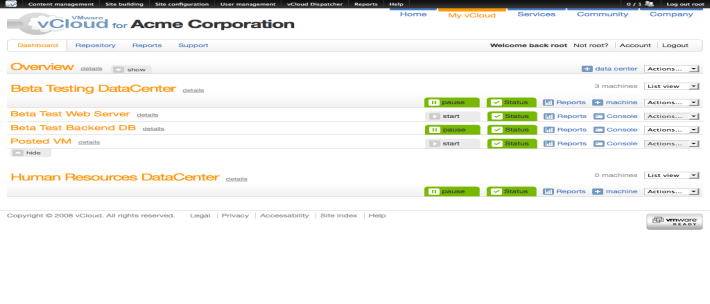 Content management Site building Site configuration User management vCloud Dispatcher Reports Help 0 / 3 Log out root
VMware
vCloud for Acme Corporation
Home My vCloud Services Community Company
Dashboard Repository Reports Support Welcome back root Not root? Account Logout
Overview details show data center Actions...
Beta Testing DataCenter details 3 machines List view
pause Status Reports machine Actions...
Beta Test Web Server details start Status Reports Console Actions...
Beta Test Backend DB details pause Status Reports Console Actions...
Posted VM details start Status Reports Console Actions...
hide
Human Resources DataCenter details 0 machines List view
pause Status Reports machine Actions...
Copyright © 2008 vCloud. All rights reserved. Legal Privacy Accessability Site index Help
vmware
READY